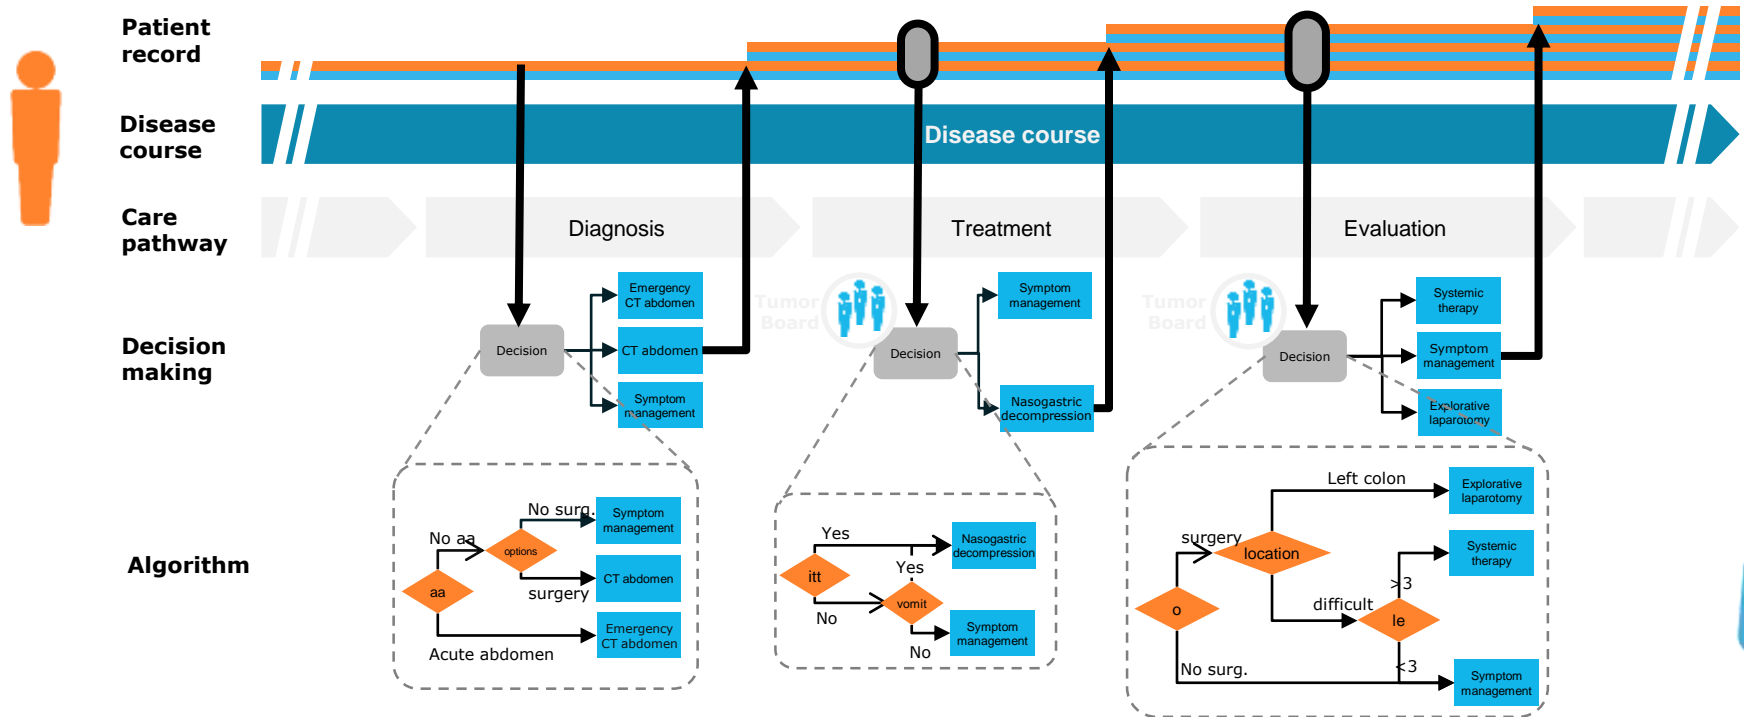 Patient
record
Disease
course
Disease course
Care
pathway
Diagnosis
Treatment
Evaluation
Decision
making
Decision
Emergency
CT abdomen
CT abdomen
Symptom
management
Tumor
Board
Decision
Symptom
management
Nasogastric
decompression
Tumor
Board
Decision
Systemic
therapy
Symptom
management
Explorative
laparotomy
Algorithm
aa
No aa
options
No surg.
Symptom
management
surgery
CT abdomen
Acute abdomen
Emergency
CT abdomen
itt
Yes
Nasogastric
decompression
Yes
No
vomit
No
Symptom
management
o
surgery
location
Left colon
Explorative
laparotomy
difficult
le
>3
Systemic
therapy
<3
No surg.
Symptom
management